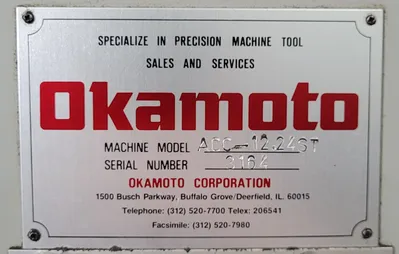 SPECIALIZE IN PRECISION MACHINE TOOL
SALES AND SERVICES
Okamoto
MACHINE MODEL ACC-12.24ST
SERIAL NUMBER 3164
OKAMOTO CORPORATION
1500 Busch Parkway, Buffalo Grove/Deerfield, IL. 60015
Telephone: (312) 520-7700 Telex: 206541
Facsimile: (312) 520-7980